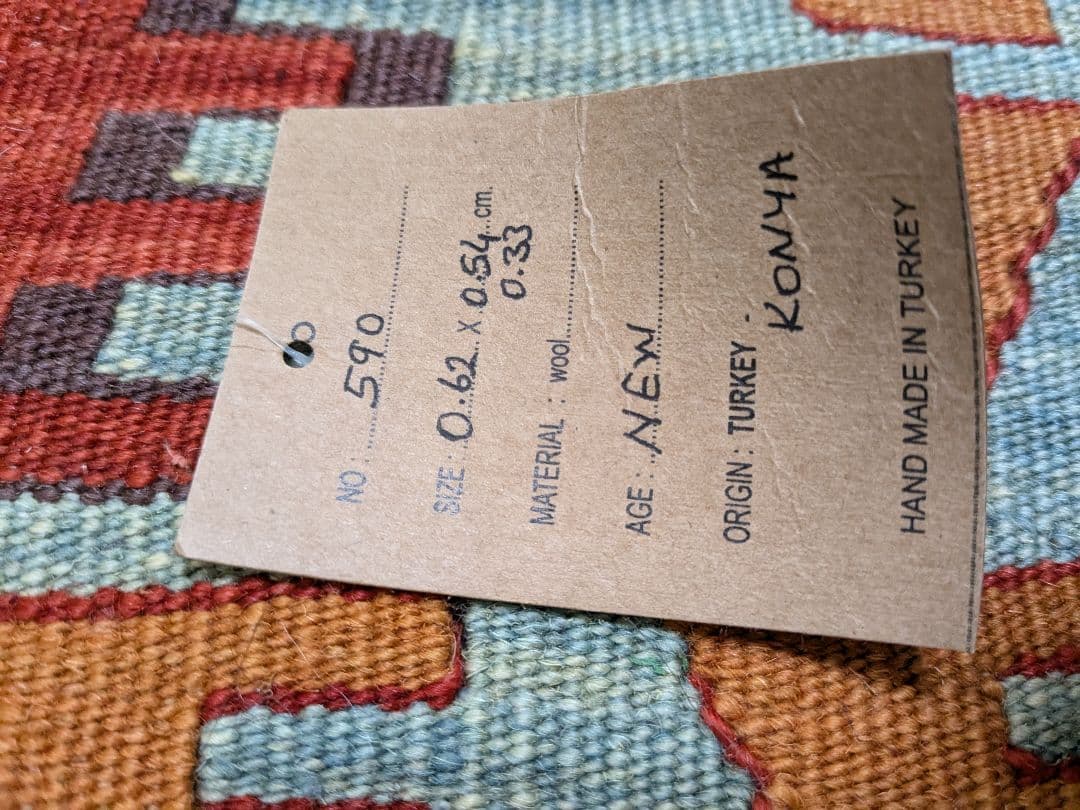 NO : 590
SIZE : 0.62 X 0.54 cm.
0.33
MATERIAL : wool
AGE : NEW
ORIGIN : TURKEY .
KONYA
HAND MADE IN TURKEY